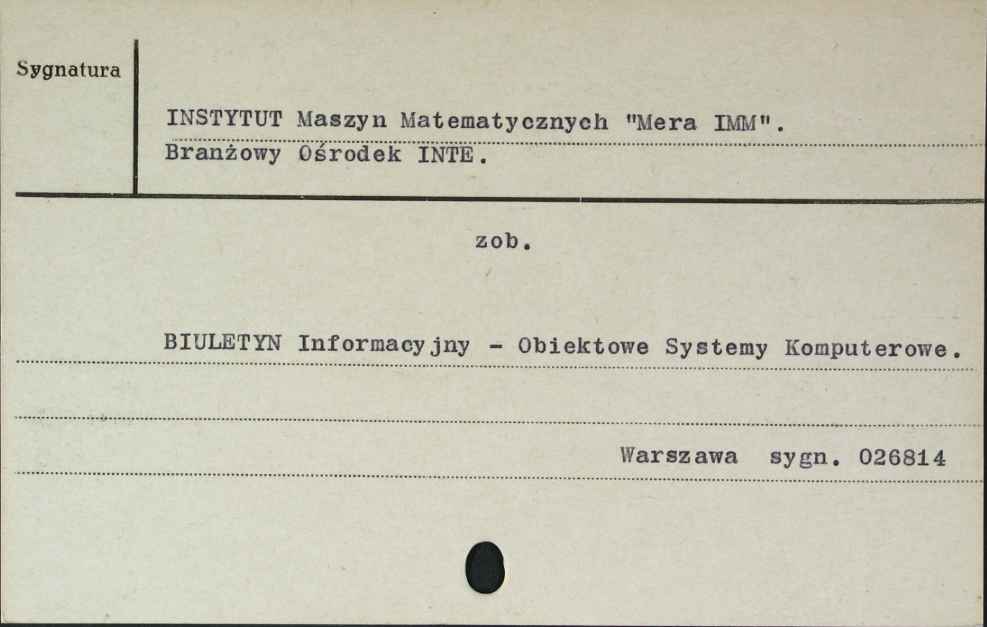 Sygnatura
INSTYTUT Maszyn Matematycznych "Mera IMM".
Branżowy Ośrodek INTE.
zob.
BIULETYN Informacyjny - Obiektowe Systemy Komputerowe.
Warszawa sygn. 026814